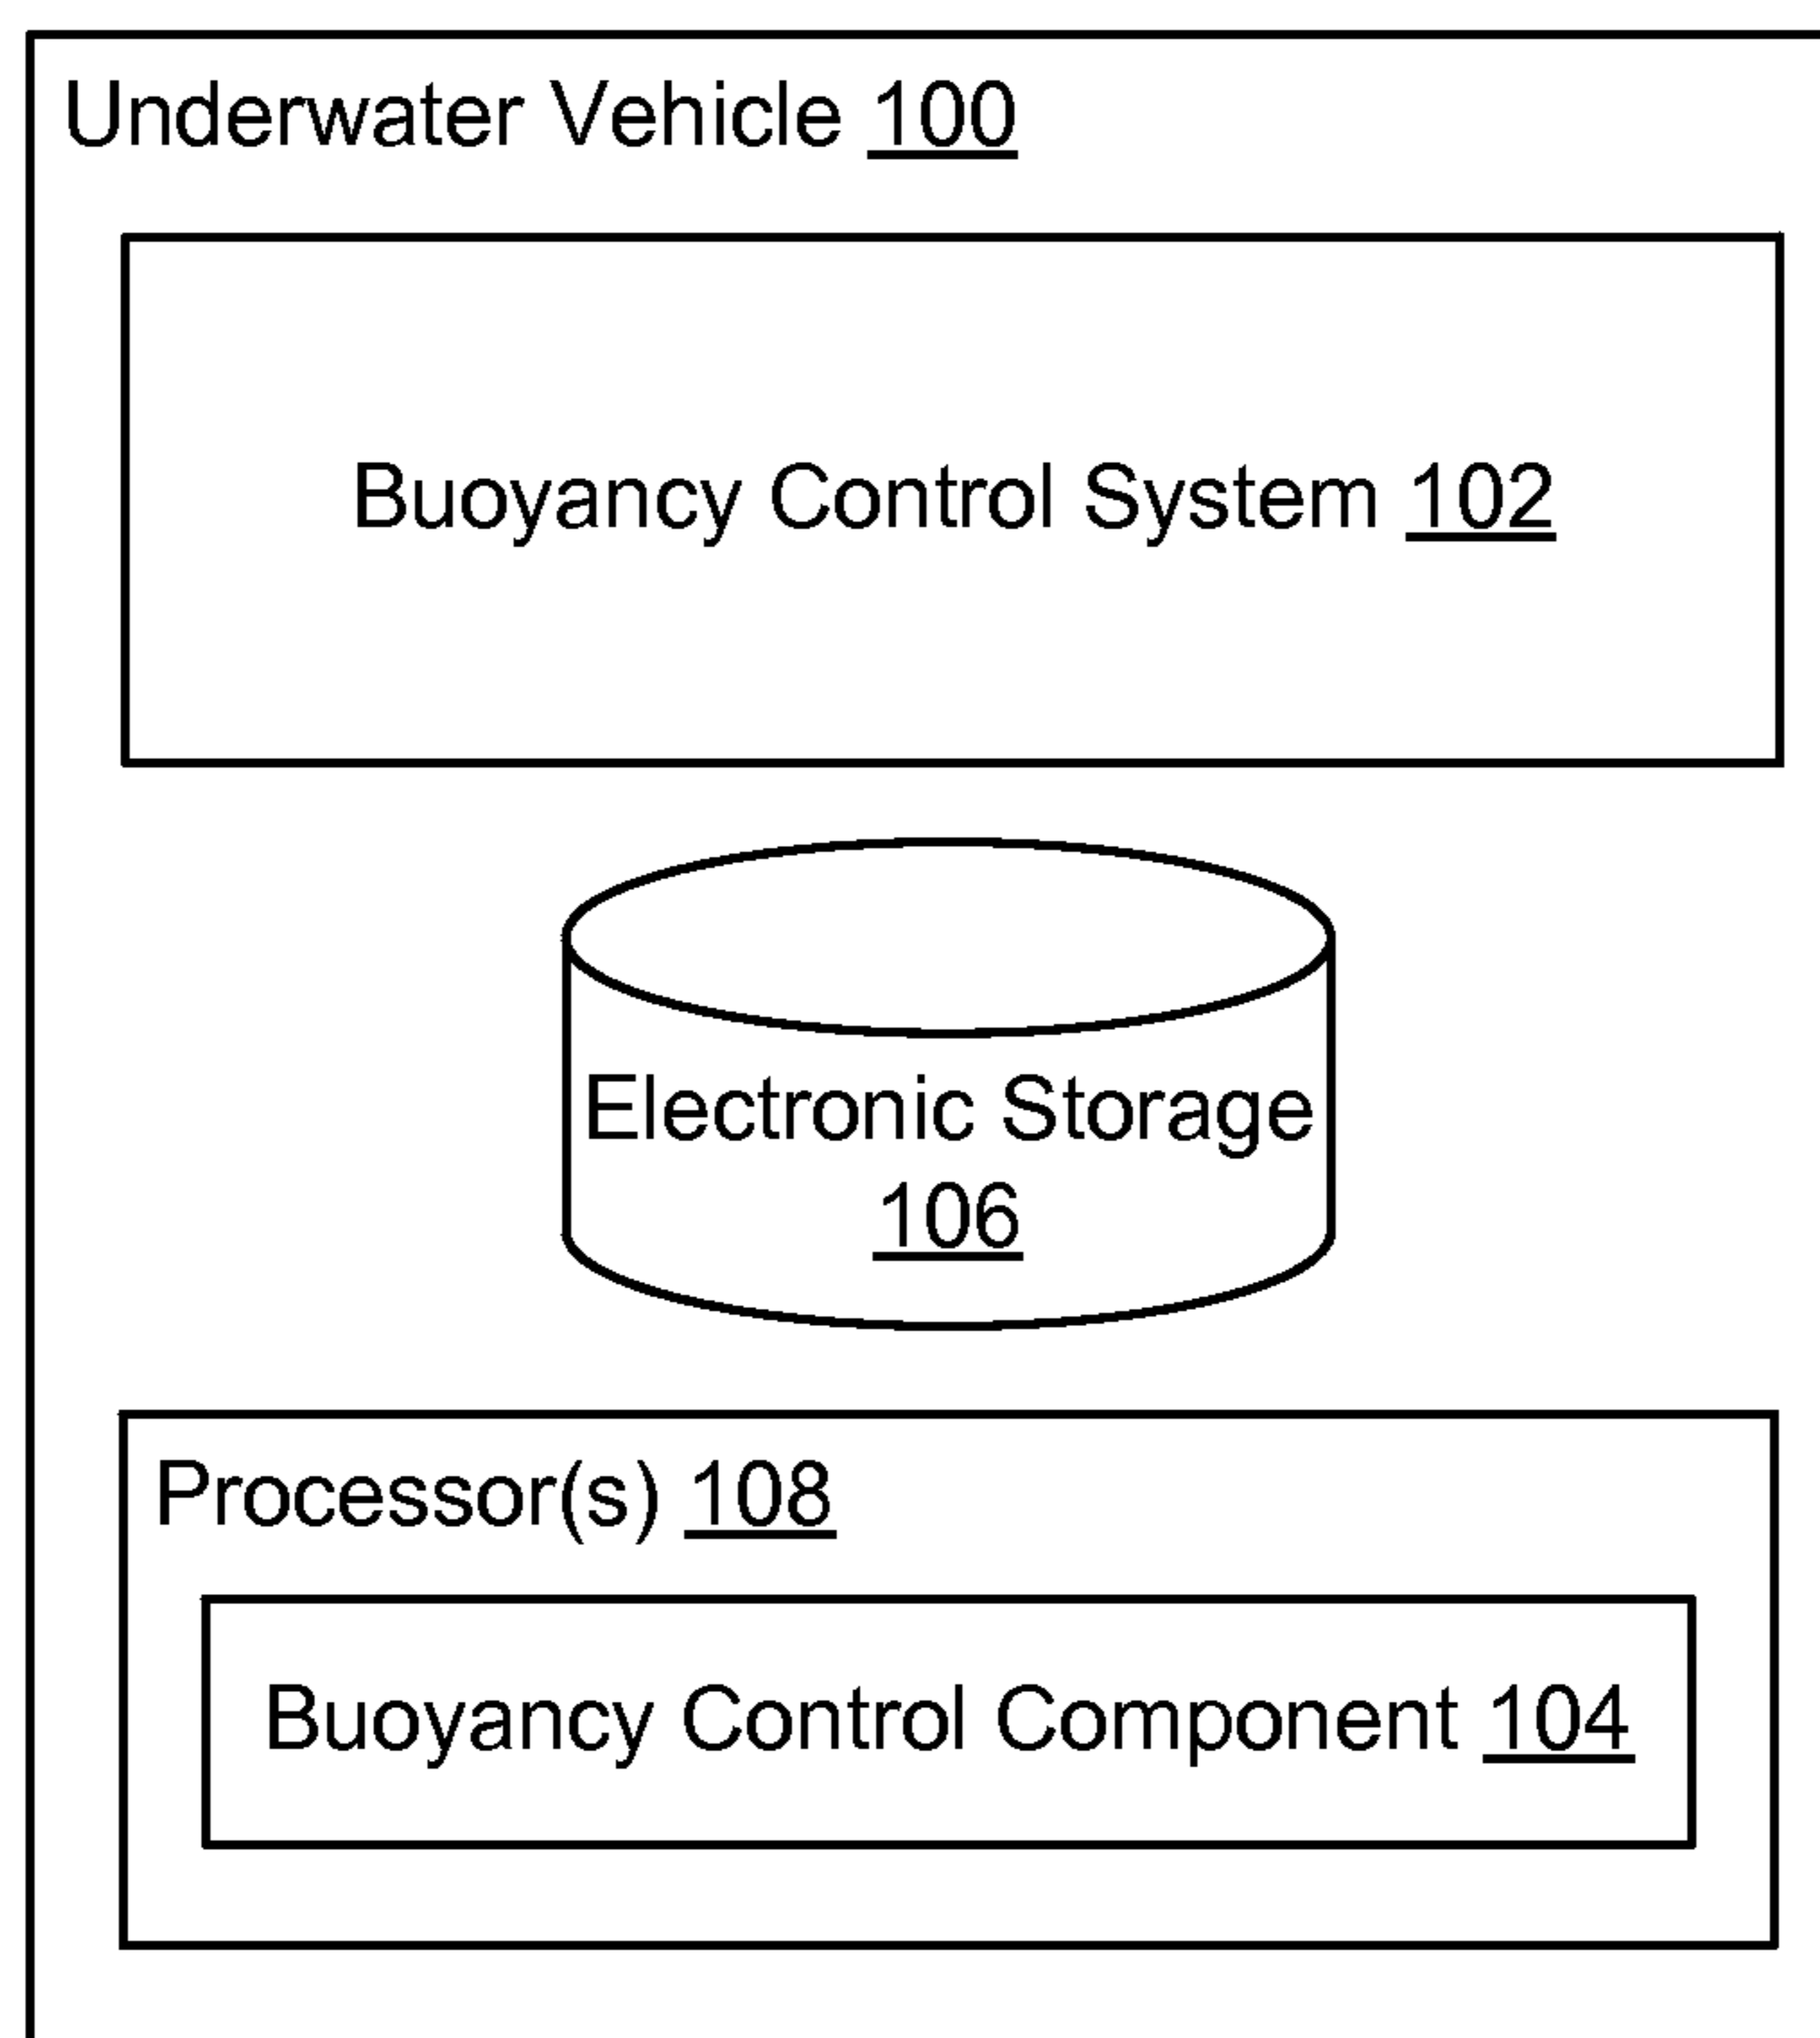 Underwater Vehicle 100
Buoyancy Control System 102
Electronic Storage
106
Processor(s) 108
Buoyancy Control Component 104